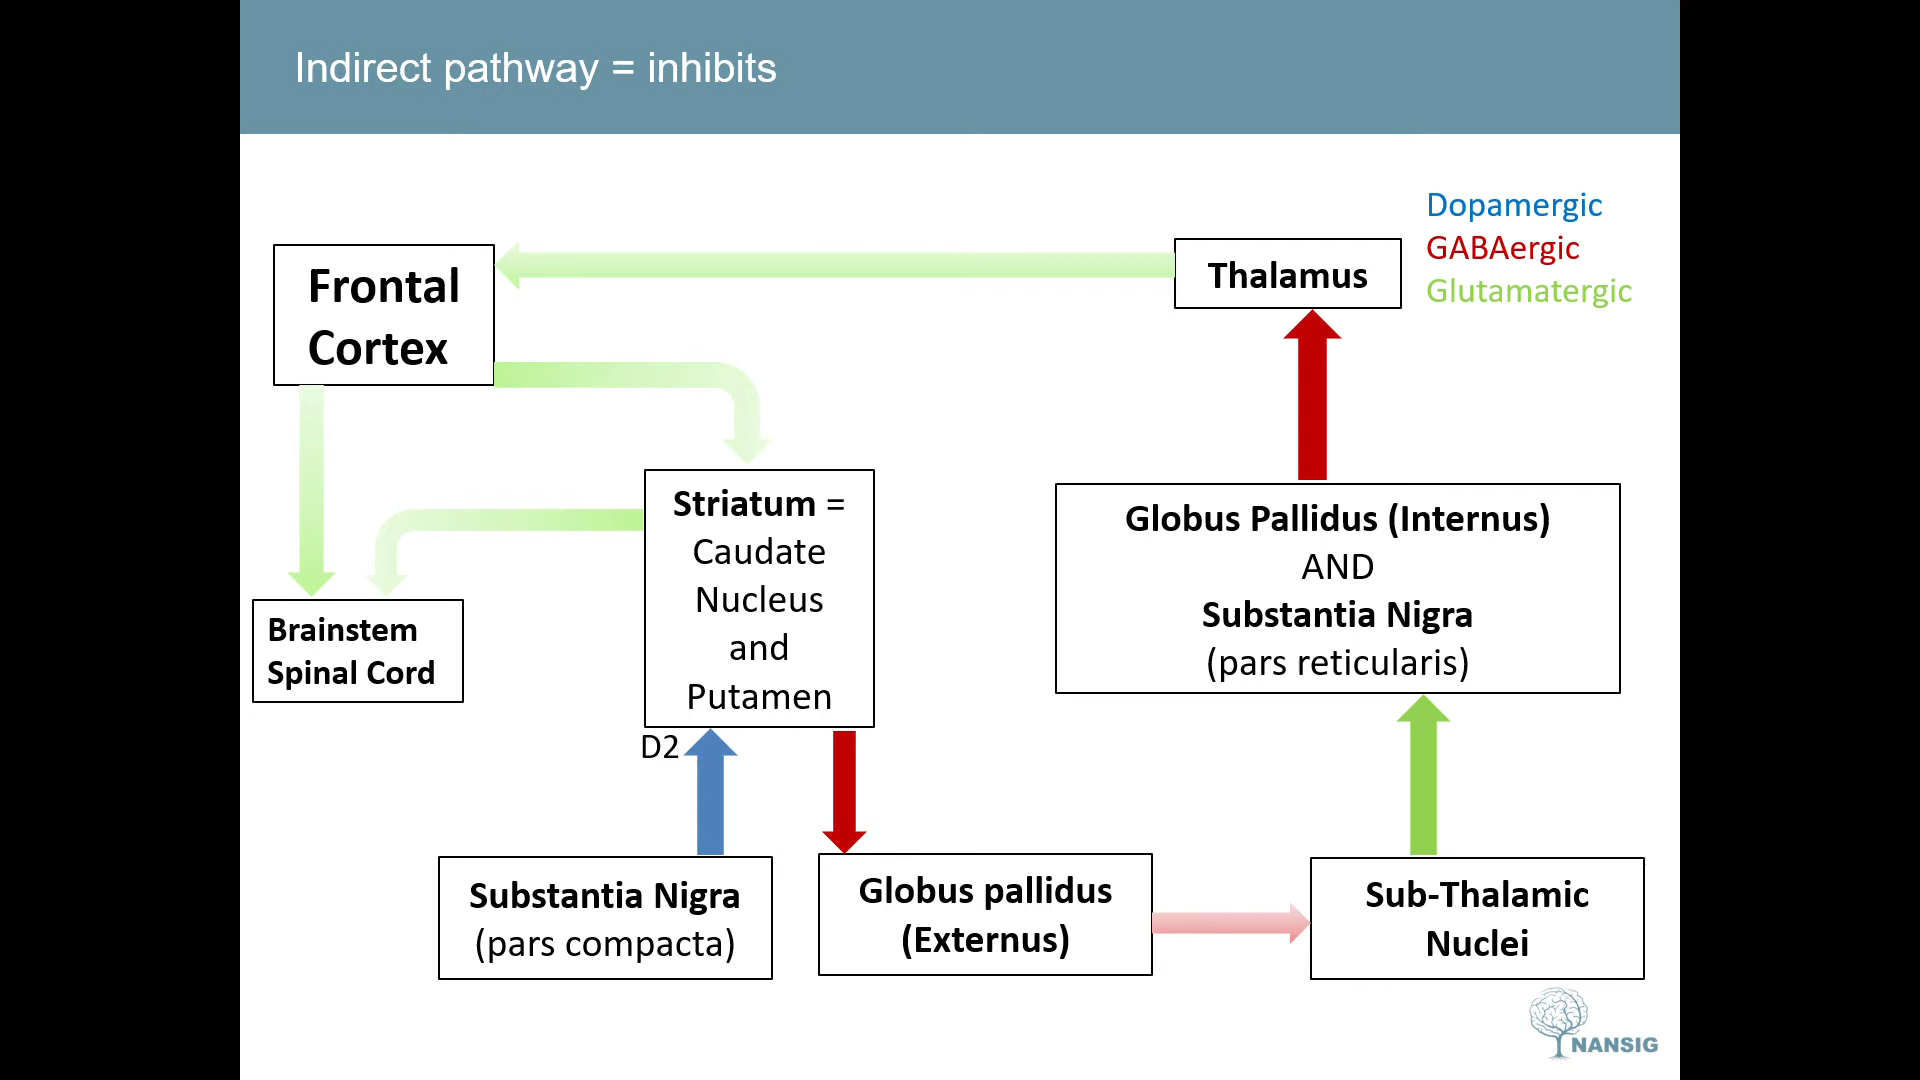 Indirect pathway = inhibits
Dopamergic
GABAergic
Glutamatergic
Frontal
Cortex
Thalamus
Striatum =
Caudate
Nucleus
and
Putamen
Globus Pallidus (Internus)
AND
Substantia Nigra
(pars reticularis)
Brainstem
Spinal Cord
D2
Substantia Nigra
(pars compacta)
Globus pallidus
(Externus)
Sub-Thalamic
Nuclei
NANSIG